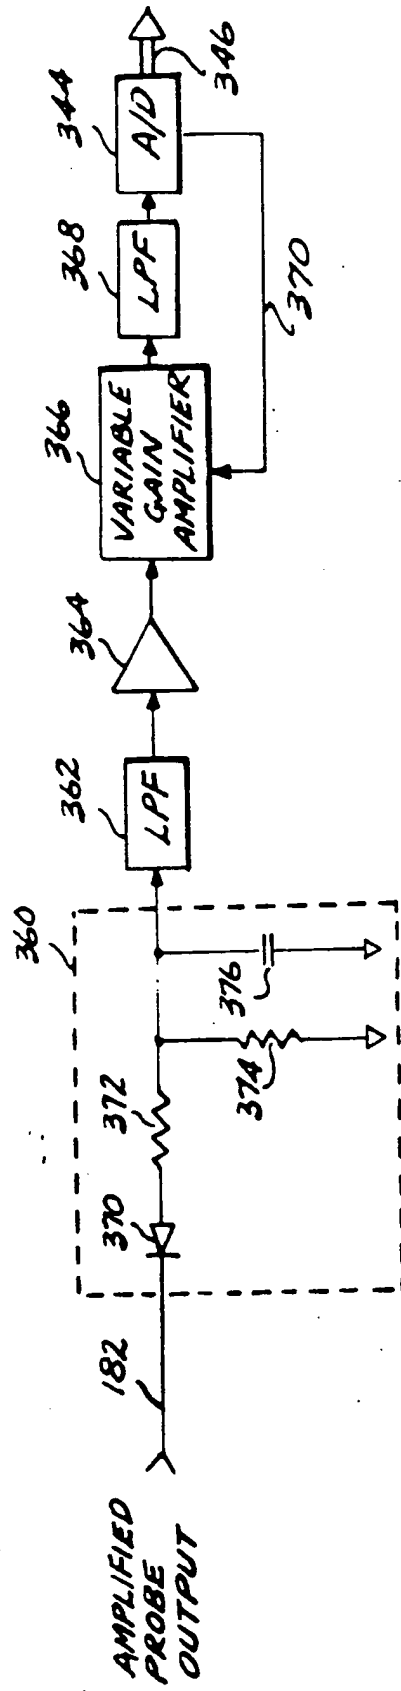 AMPLIFIED
PROBE
OUTPUT
182
360
370
372
374
376
362
LPF
364
366
VARIABLE
GAIN
AMPLIFIER
368
LPF
344
A/D
346
370